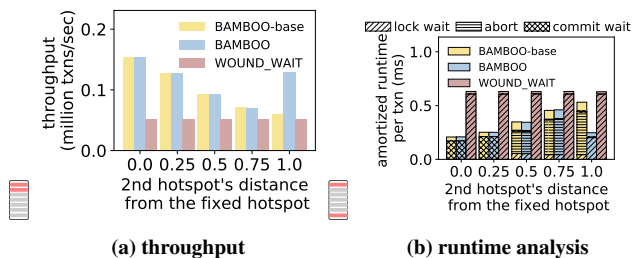 throughput
(million txns/sec)
0.2
0.1
0.0
BAMBOO-base
BAMBOO
WOUND_WAIT
0.0 0.25 0.5 0.75 1.0
2nd hotspot's distance
from the fixed hotspot
(a) throughput
lock wait abort commit wait
amortized runtime
per txn (ms)
1.0
0.5
0.0
BAMBOO-base
BAMBOO
WOUND_WAIT
0.0 0.25 0.5 0.75 1.0
2nd hotspot's distance
from the fixed hotspot
(b) runtime analysis